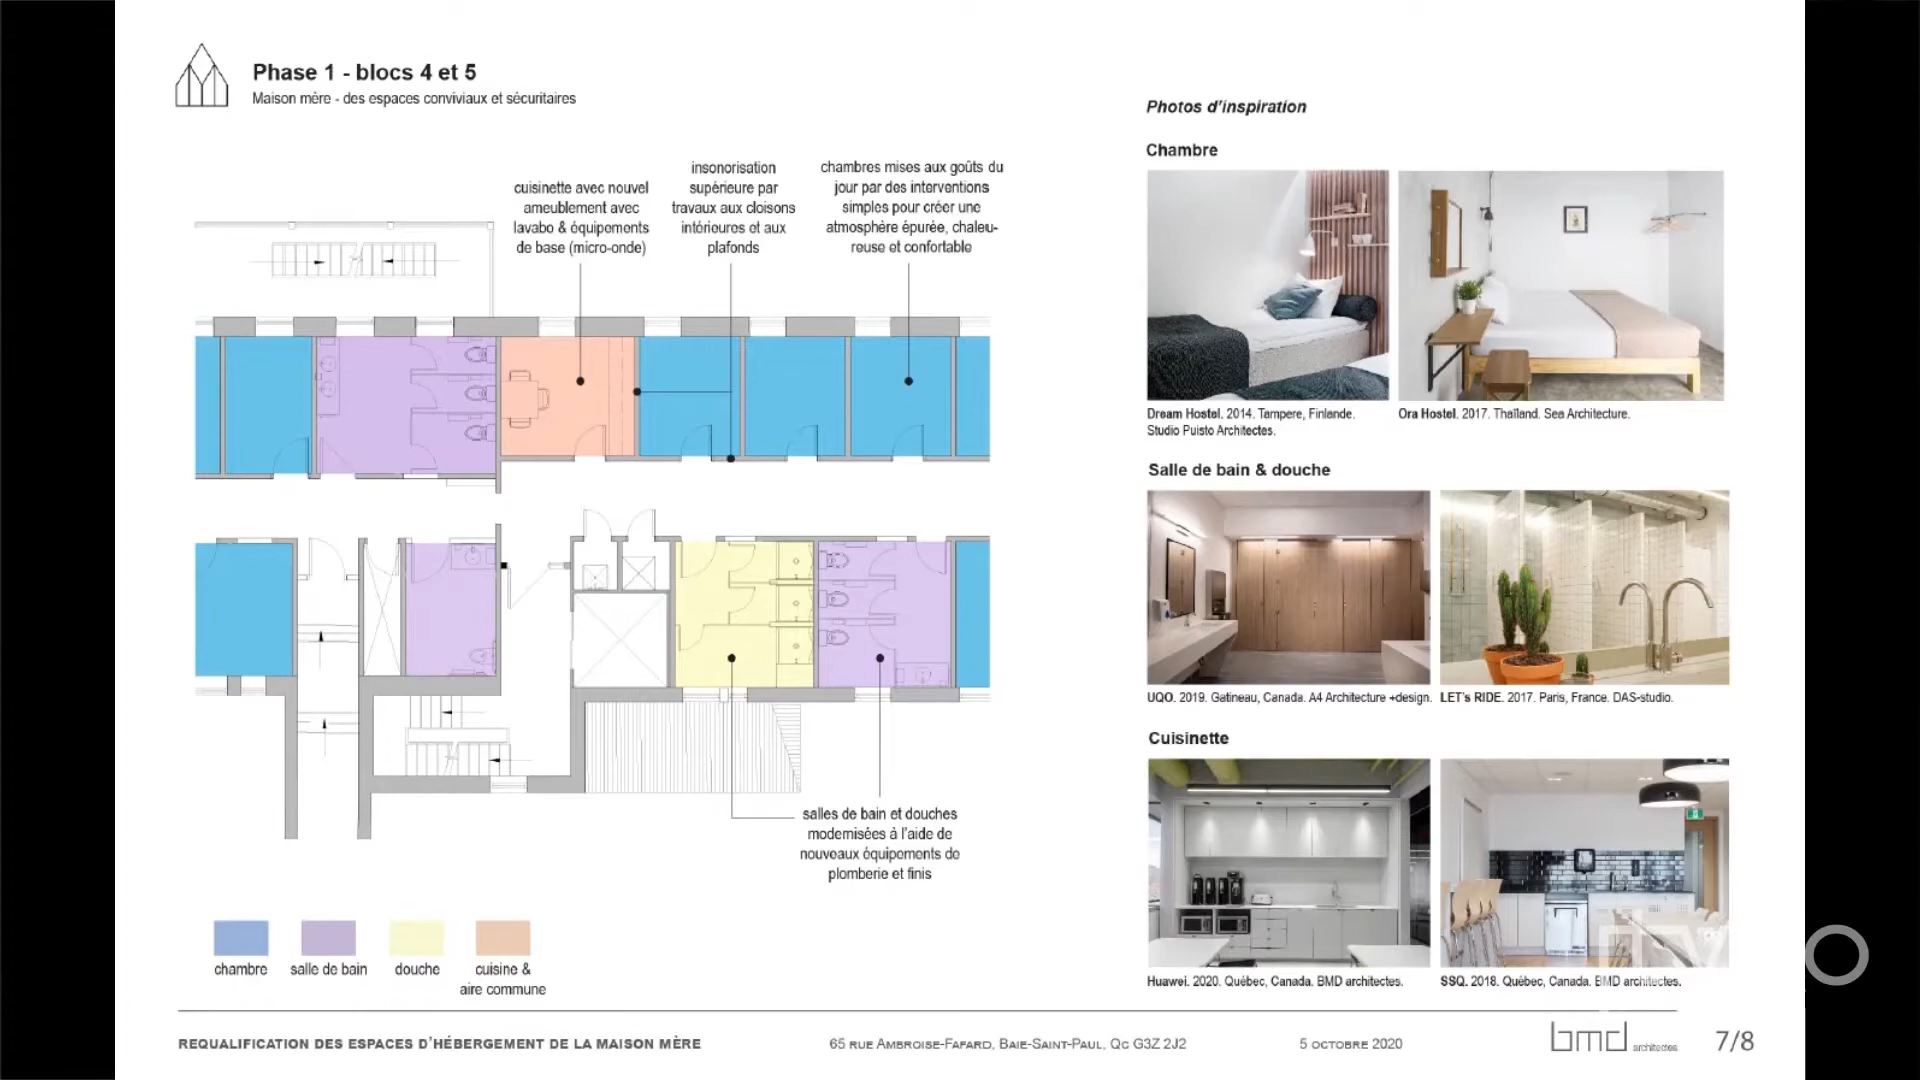 Phase 1 - blocs 4 et 5
Maison mère - des espaces conviviaux et sécuritaires
cuisinette avec nouvel
ameublement avec
lavabo & équipements
de base (micro-onde)
insonorisation
supérieure par
travaux aux cloisons
intérieures et aux
plafonds
chambres mises aux goûts du
jour par des interventions
simples pour créer une
atmosphère épurée, chaleu-
reuse et confortable
salles de bain et douches
modernisées à l'aide de
nouveaux équipements de
plomberie et finis
chambre
salle de bain
douche
cuisine &
aire commune
Photos d'inspiration
Chambre
Dream Hostel. 2014. Tampere, Finlande.
Studio Puisto Architectes.
Ora Hostel. 2017. Thaïland. Sea Architecture.
Salle de bain & douche
UQO. 2019. Gatineau, Canada. A4 Architecture +design.
LET's RIDE. 2017. Paris, France. DAS-studio.
Cuisinette
Huawei. 2020. Québec, Canada. BMD architectes.
SSQ. 2018. Québec, Canada. BMD architectes.
REQUALIFICATION DES ESPACES D'HÉBERGEMENT DE LA MAISON MÈRE
65 RUE AMBROISE-FAFARD, BAIE-SAINT-PAUL, QC G3Z 2J2
5 OCTOBRE 2020
bmd architectes
7/8